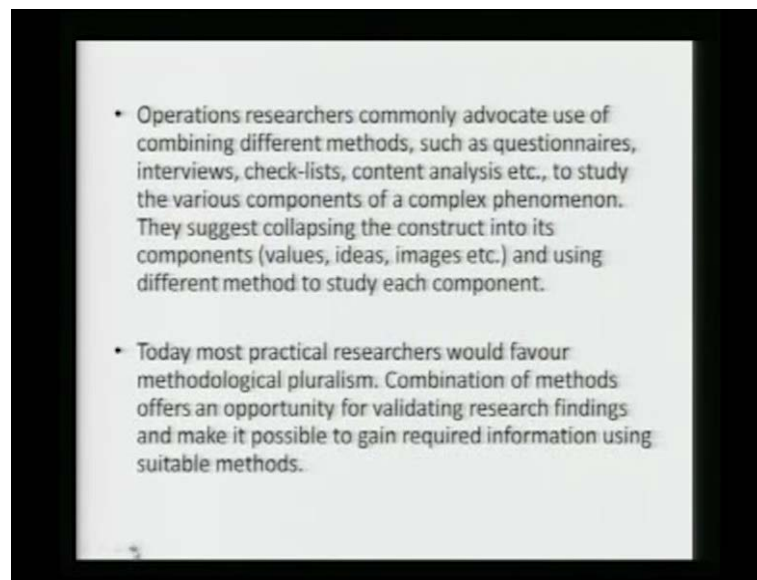 • Operations researchers commonly advocate use of
combining different methods, such as questionnaires,
interviews, check-lists, content analysis etc., to study
the various components of a complex phenomenon.
They suggest collapsing the construct into its
components (values, ideas, images etc.) and using
different method to study each component.
• Today most practical researchers would favour
methodological pluralism. Combination of methods
offers an opportunity for validating research findings
and make it possible to gain required information using
suitable methods.